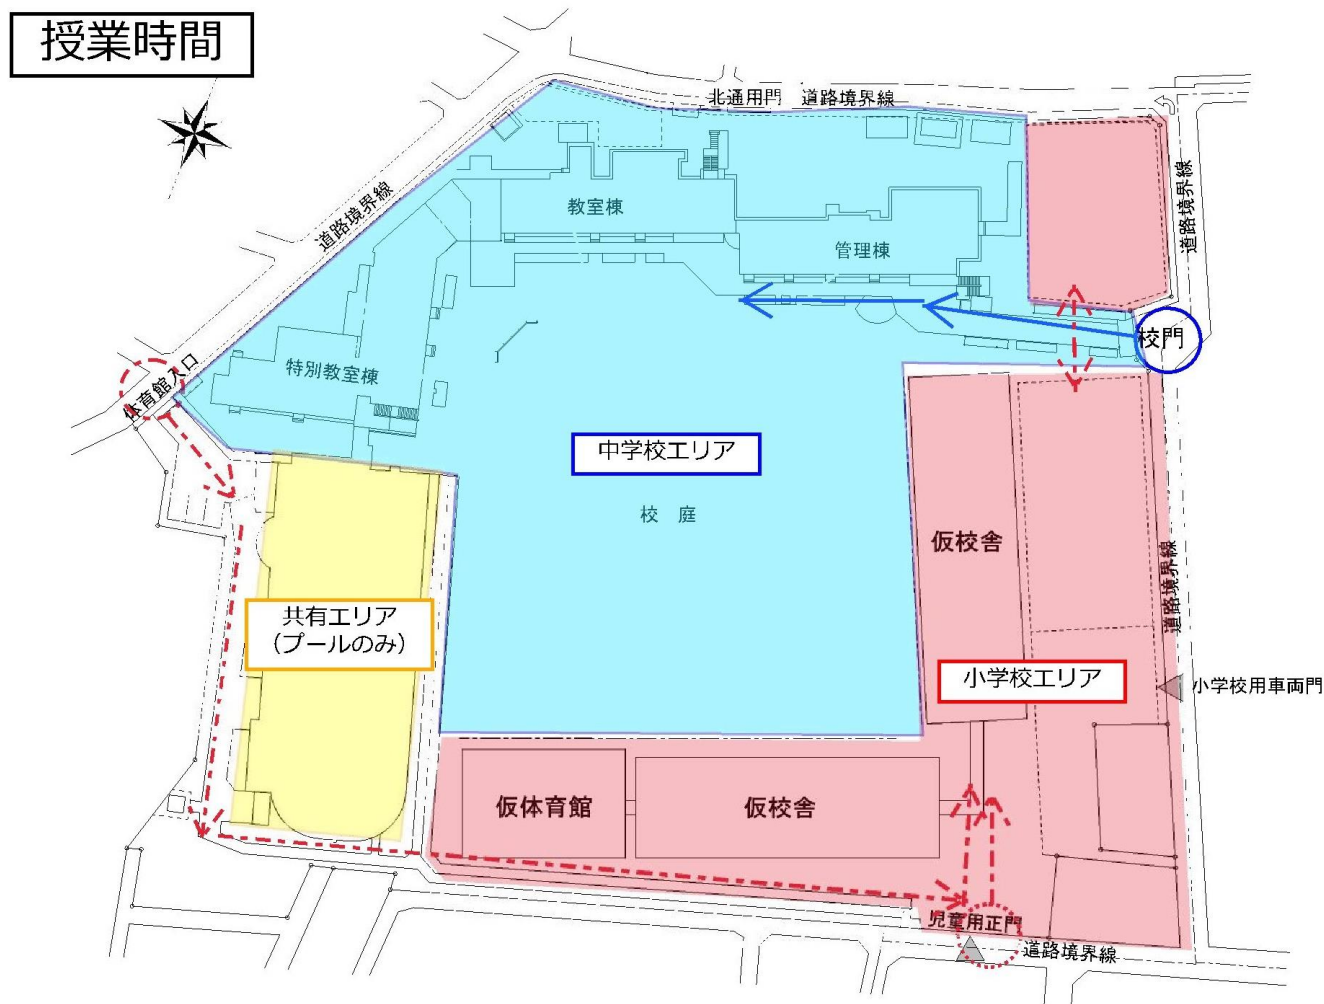 授業時間
北通用門　道路境界線
道路境界線
道路境界線
教室棟
管理棟
校門
特別教室棟
体育館入口
中学校エリア
校　庭
仮校舎
道路境界線
共有エリア
（プールのみ）
小学校エリア
小学校用車両門
仮体育館
仮校舎
児童用正門
道路境界線